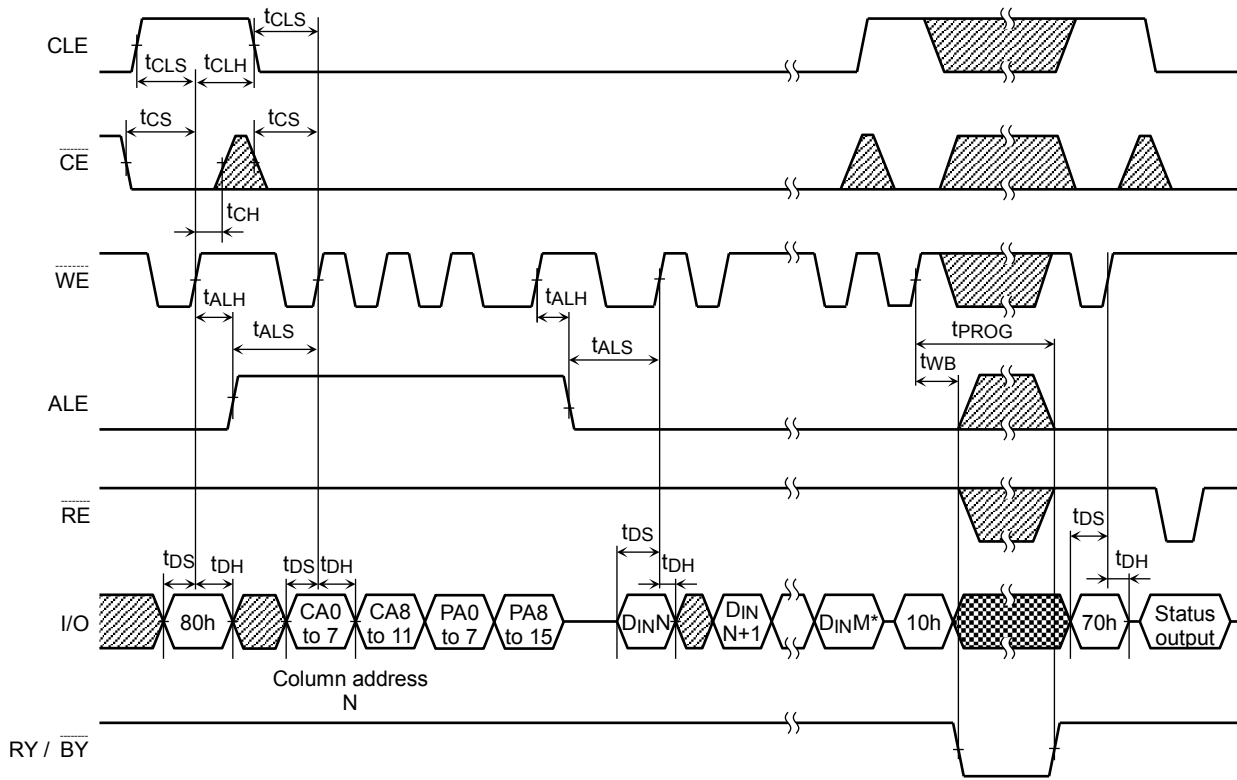 tCLS
CLE
tCLS tCLH
tCS tCS
CE
tCH
WE
tALH tALH
tALS tPROG
tALS
tWB
ALE
RE
tDS
tDS
tDS tDH tDS tDH tDH tDH
I/O 80h CA0 to 7 CA8 to 11 PA0 to 7 PA8 to 15 DINN DIN N+1 DINM* 10h 70h Status output
Column address
N
RY / BY